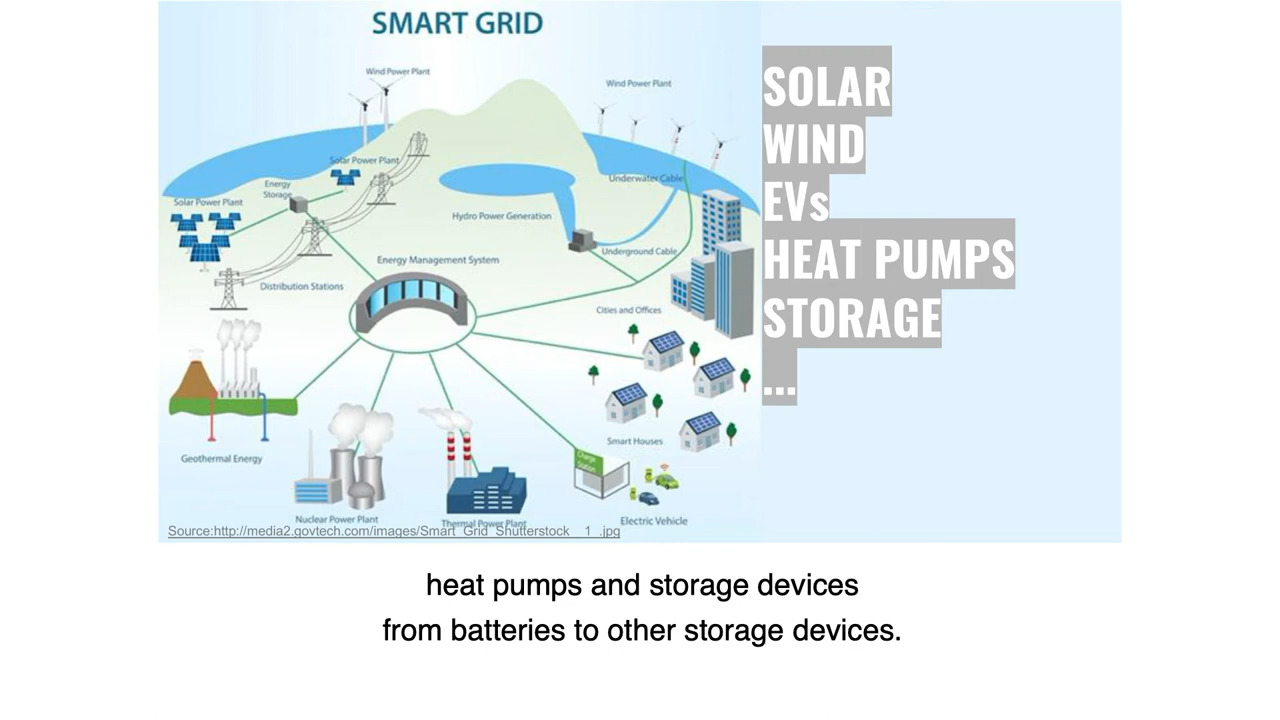 SMART GRID
Wind Power Plant
Wind Power Plant
Solar Power Plant
Underwater Cable
Energy
Storage
Solar Power Plant
Hydro Power Generation
Underground Cable
Energy Management System
Distribution Stations
Cities and Offices
Smart Houses
Geothermal Energy
Charge
Station
Nuclear Power Plant
Thermal Power Plant
Electric Vehicle
Source:http://media2.govtech.com/images/Smart_Grid_Shutterstock__1_.jpg
SOLAR
WIND
EVs
HEAT PUMPS
STORAGE
...
heat pumps and storage devices
from batteries to other storage devices.